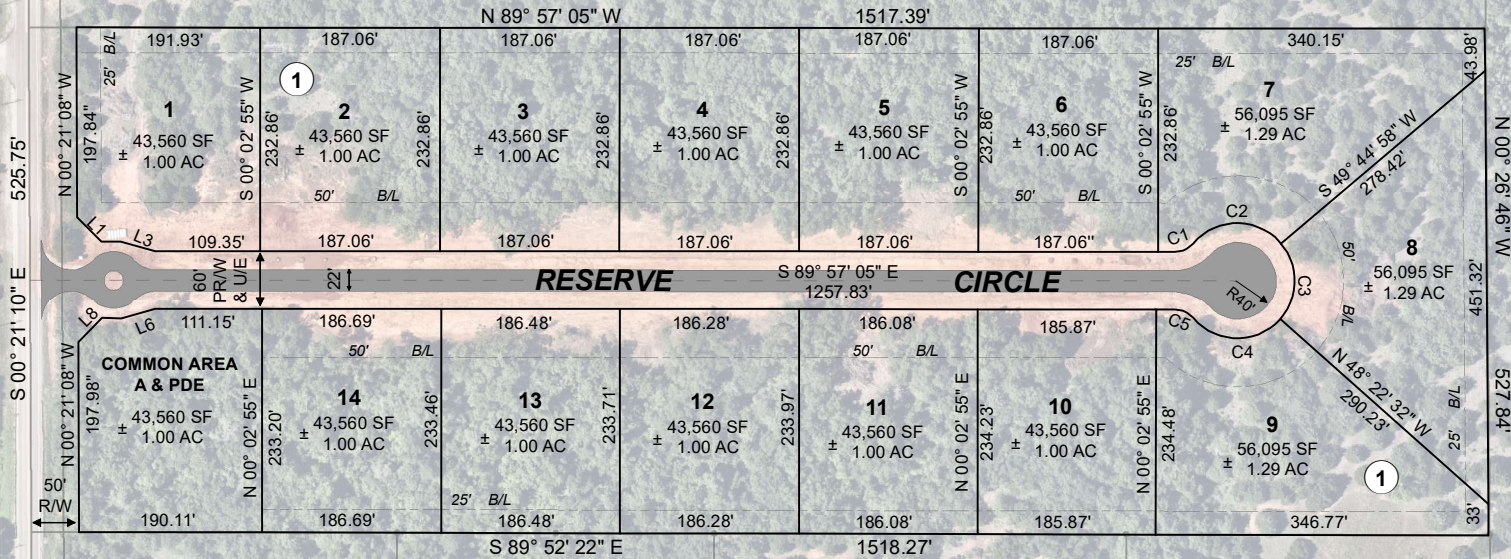 N 89° 57' 05" W 1517.39'
191.93' 187.06' 187.06' 187.06' 187.06' 187.06' 340.15'
43.98'
25' B/L
25' B/L
1
1
43,560 SF
± 1.00 AC
2
43,560 SF
± 1.00 AC
3
43,560 SF
± 1.00 AC
4
43,560 SF
± 1.00 AC
5
43,560 SF
± 1.00 AC
6
43,560 SF
± 1.00 AC
7
56,095 SF
± 1.29 AC
N 00° 21' 08" W
197.84"
S 00° 02' 55" W
232.86'
232.86'
232.86'
232.86'
S 00° 02' 55" W
232.86'
S 00° 02' 55" W
232.86'
50' B/L
50' B/L
S 49° 44' 58" W
278.42'
N 00° 26' 46" W
527.84'
525.75'
S 00° 21' 10" E
L1
L3
109.35' 187.06' 187.06' 187.06' 187.06' 187.06"
C1
C2
C3
C4
C5
R40'
8
56,095 SF
± 1.29 AC
50'
B/L
451.32'
25' B/L
60'
PR/W
& U/E
22'
RESERVE
S 89° 57' 05" E
1257.83'
CIRCLE
L8
L6
111.15' 186.69' 186.48' 186.28' 186.08' 185.87'
50' B/L
50' B/L
COMMON AREA
A & PDE
43,560 SF
± 1.00 AC
14
43,560 SF
± 1.00 AC
13
43,560 SF
± 1.00 AC
12
43,560 SF
± 1.00 AC
11
43,560 SF
± 1.00 AC
10
43,560 SF
± 1.00 AC
9
56,095 SF
± 1.29 AC
N 00° 21' 08" W
197.98"
N 00° 02' 55" E
233.20'
233.46'
233.71'
233.97'
N 00° 02' 55" E
234.23'
N 00° 02' 55" E
234.48'
N 48° 22' 32" W
290.23'
1
25' B/L
50'
R/W
190.11' 186.69' 186.48' 186.28' 186.08' 185.87' 346.77'
33'
S 89° 52' 22" E 1518.27'